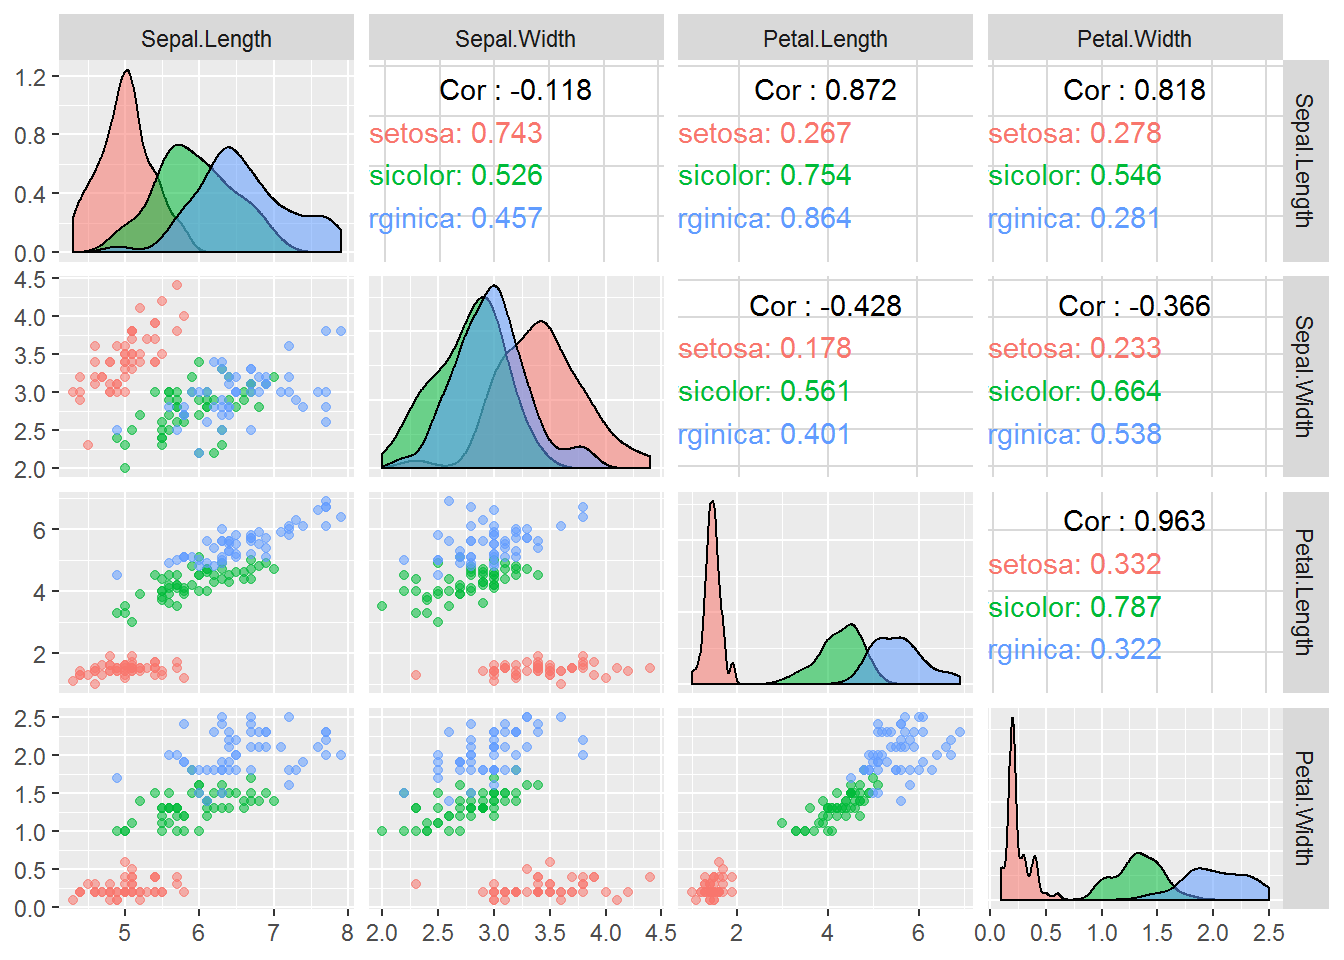 Sepal.Length Sepal.Width Petal.Length Petal.Width
1.2
0.8
0.4
0.0
Cor : -0.118
setosa: 0.743
sicolor: 0.526
rginica: 0.457
Cor : 0.872
setosa: 0.267
sicolor: 0.754
rginica: 0.864
Cor : 0.818
setosa: 0.278
sicolor: 0.546
rginica: 0.281
Sepal.Length
4.5
4.0
3.5
3.0
2.5
2.0
Cor : -0.428
setosa: 0.178
sicolor: 0.561
rginica: 0.401
Cor : -0.366
setosa: 0.233
sicolor: 0.664
rginica: 0.538
Sepal.Width
6
4
2
Cor : 0.963
setosa: 0.332
sicolor: 0.787
rginica: 0.322
Petal.Length
2.5
2.0
1.5
1.0
0.5
0.0
Petal.Width
5 6 7 8 2.0 2.5 3.0 3.5 4.0 4.5 2 4 6 0.0 0.5 1.0 1.5 2.0 2.5